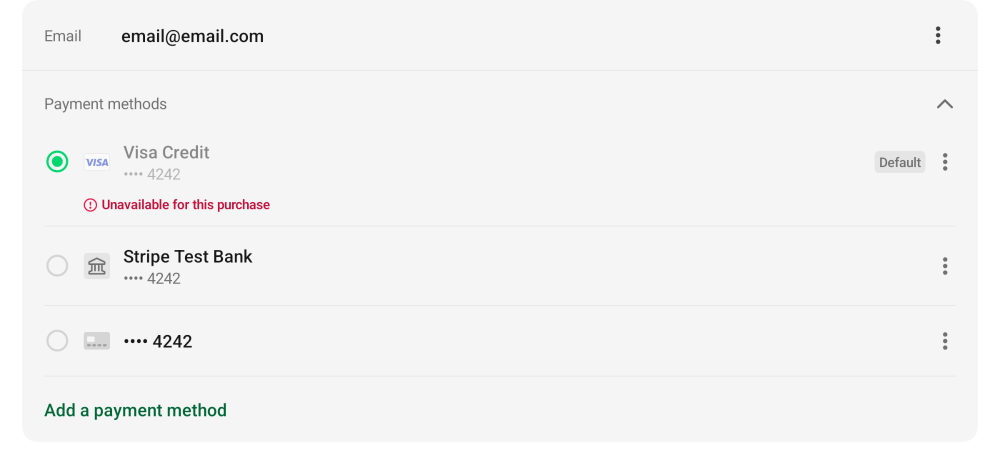 Email email@email.com
Payment methods
VISA Visa Credit Default
•••• 4242
Unavailable for this purchase
Stripe Test Bank
•••• 4242
•••• 4242
Add a payment method